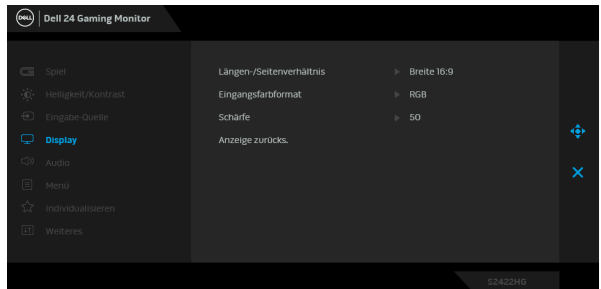 DELL Dell 24 Gaming Monitor
Spiel
Helligkeit/Kontrast
Eingabe-Quelle
Display
Audio
Menü
Individualisieren
Weiteres
Längen-/Seitenverhältnis Breite 16:9
Eingangsfarbformat RGB
Schärfe 50
Anzeige zurücks.
S2422HG